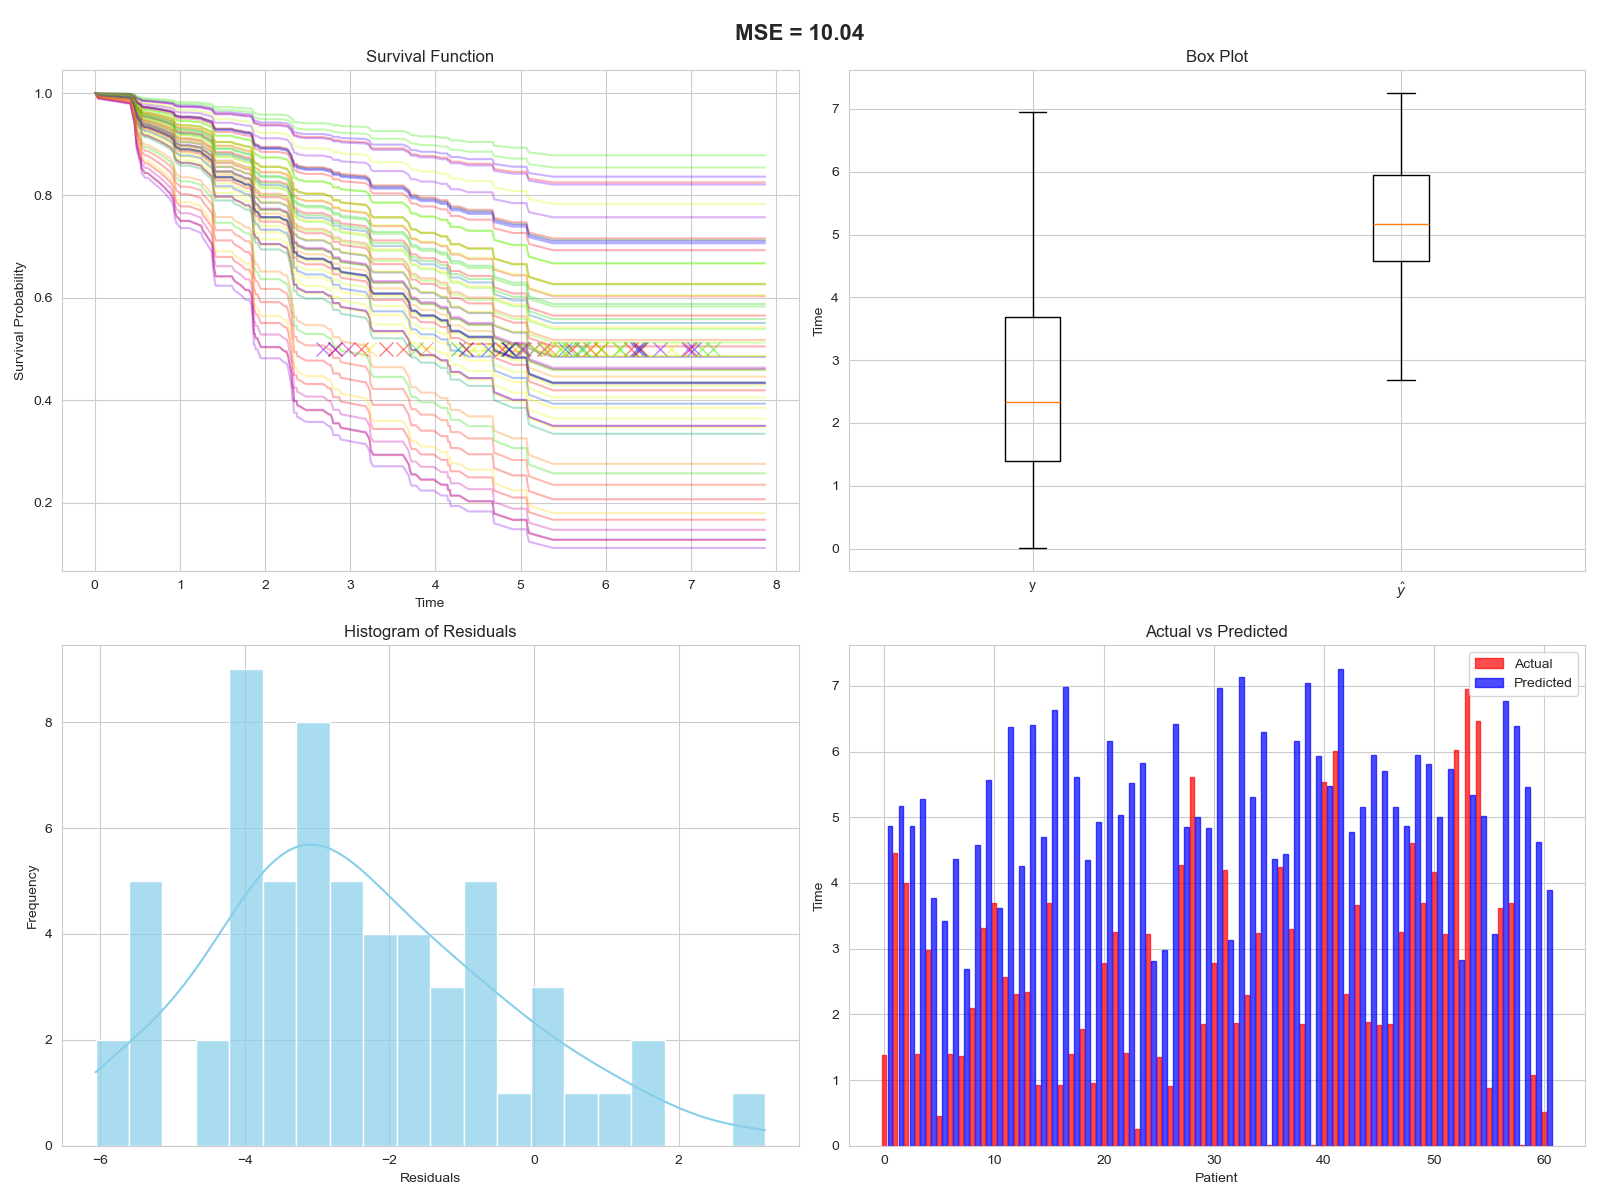 MSE = 10.04
Survival Function
1.0
0.8
0.6
0.4
0.2
Survival Probability
0 1 2 3 4 5 6 7 8
Time
Box Plot
7
6
5
4
3
2
1
0
Time
y ŷ
Histogram of Residuals
8
6
4
2
0
Frequency
−6 −4 −2 0 2
Residuals
Actual vs Predicted
Actual
Predicted
7
6
5
4
3
2
1
0
Time
0 10 20 30 40 50 60
Patient